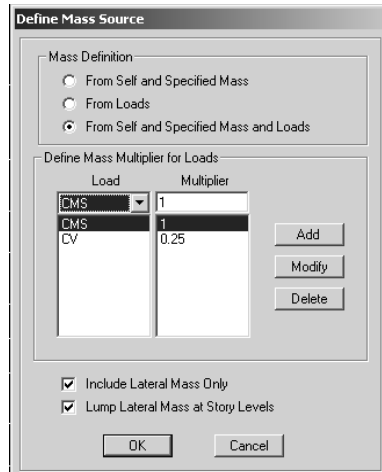 Define Mass Source
Mass Definition
From Self and Specified Mass
From Loads
From Self and Specified Mass and Loads
Define Mass Multiplier for Loads
Load Multiplier
CMS 1
CMS 1
CV 0.25
Add
Modify
Delete
Include Lateral Mass Only
Lump Lateral Mass at Story Levels
OK Cancel